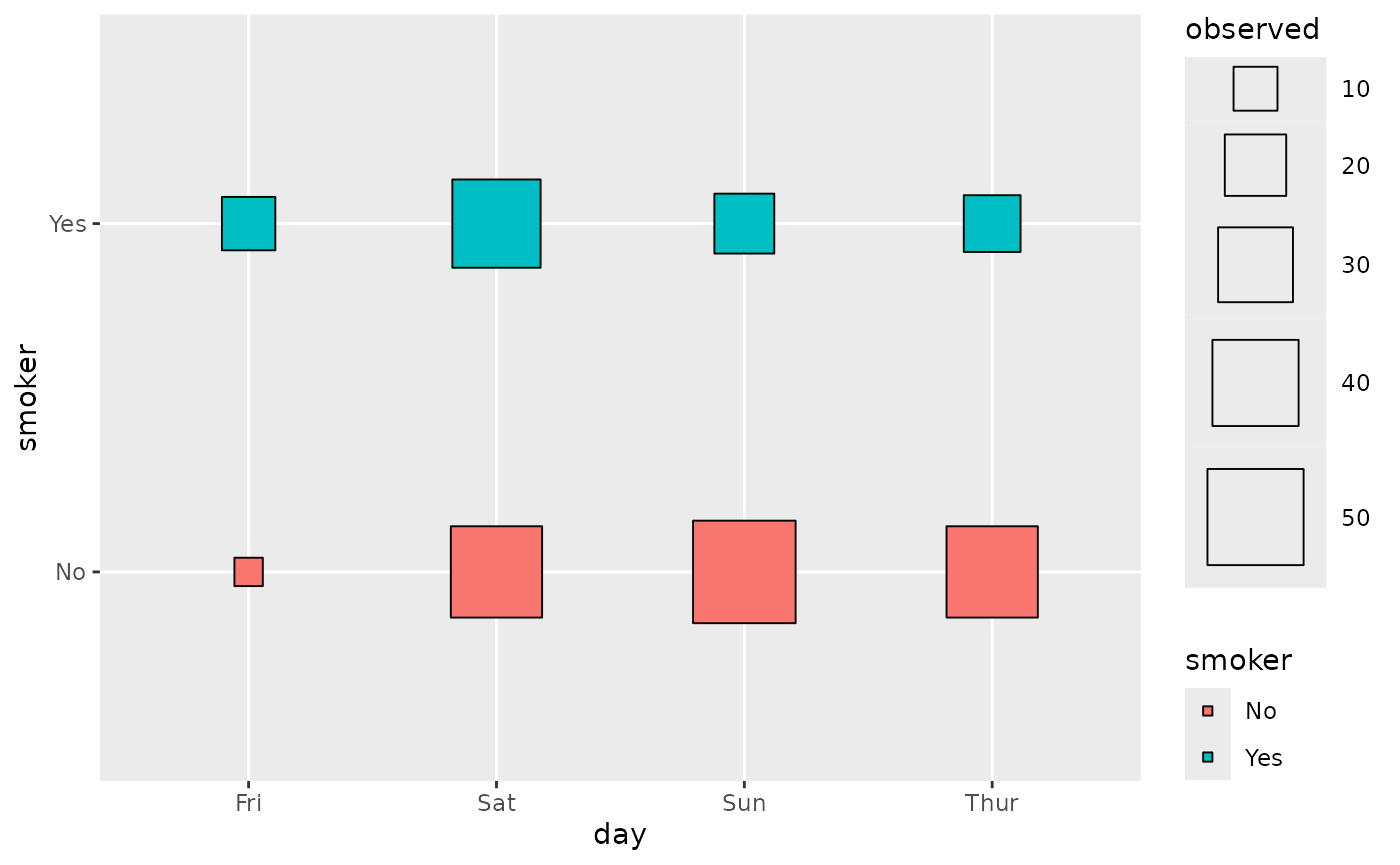 observed
10
20
30
40
50
smoker
No
Yes
Yes
No
smoker
Fri Sat Sun Thur
day